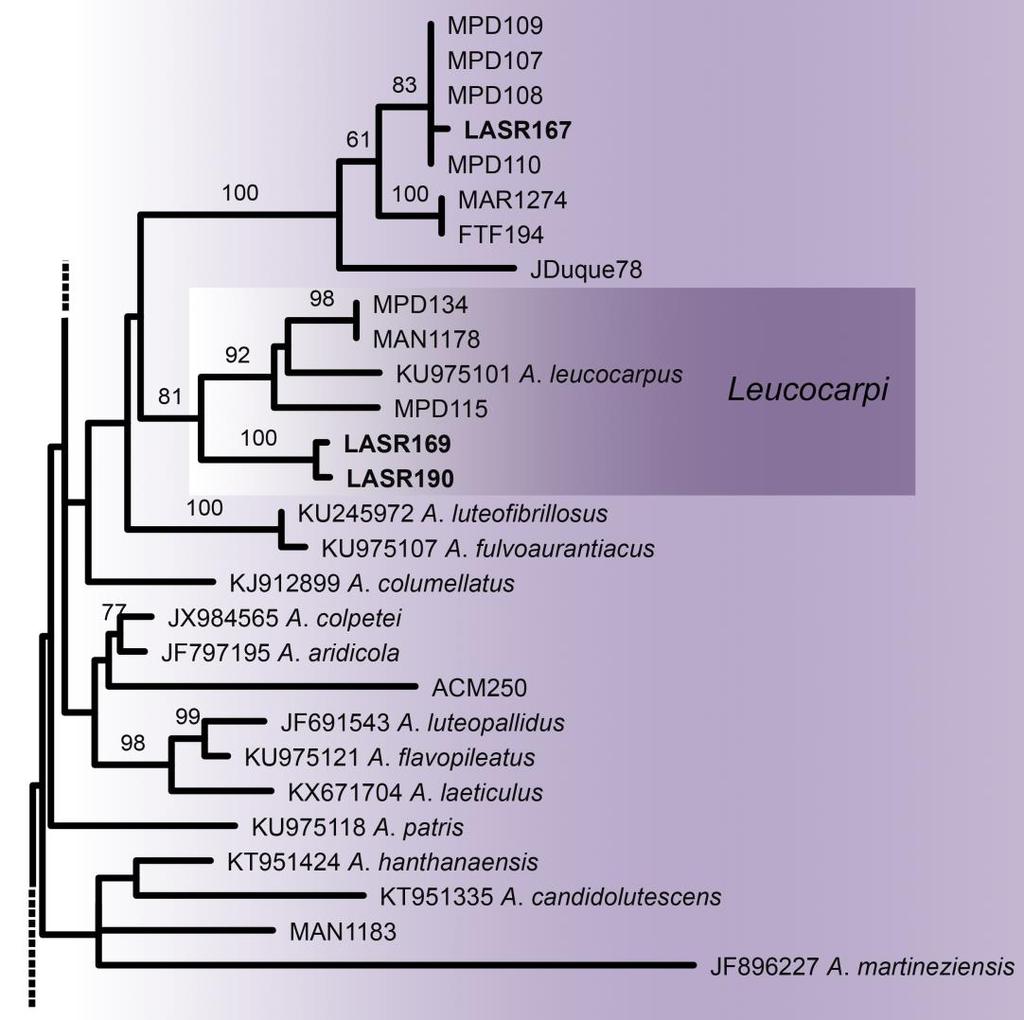 MPD109
MPD107
83
MPD108
LASR167
61
MPD110
100
100
MAR1274
FTF194
JDuque78
98
MPD134
MAN1178
92
KU975101 A. leucocarpus
Leucocarpi
81
MPD115
100
LASR169
LASR190
100
KU245972 A. luteofibrillosus
KU975107 A. fulvoaurantiacus
KJ912899 A. columellatus
77
JX984565 A. colpetei
JF797195 A. aridicola
ACM250
99
JF691543 A. luteopallidus
98
KU975121 A. flavopileatus
KX671704 A. laeticulus
KU975118 A. patris
KT951424 A. hanthanaensis
KT951335 A. candidolutescens
MAN1183
JF896227 A. martineziensis